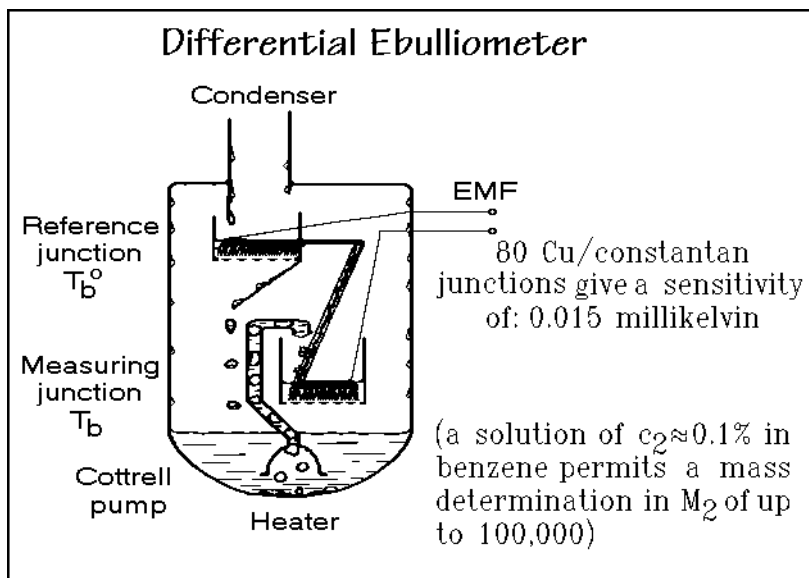 Differential Ebulliometer
Condenser
EMF
Reference
junction
T_b^o
80 Cu/constantan
junctions give a sensitivity
of: 0.015 millikelvin
Measuring
junction
T_b
Cottrell
pump
Heater
(a solution of c₂≈0.1% in
benzene permits a mass
determination in M₂ of up
to 100,000)